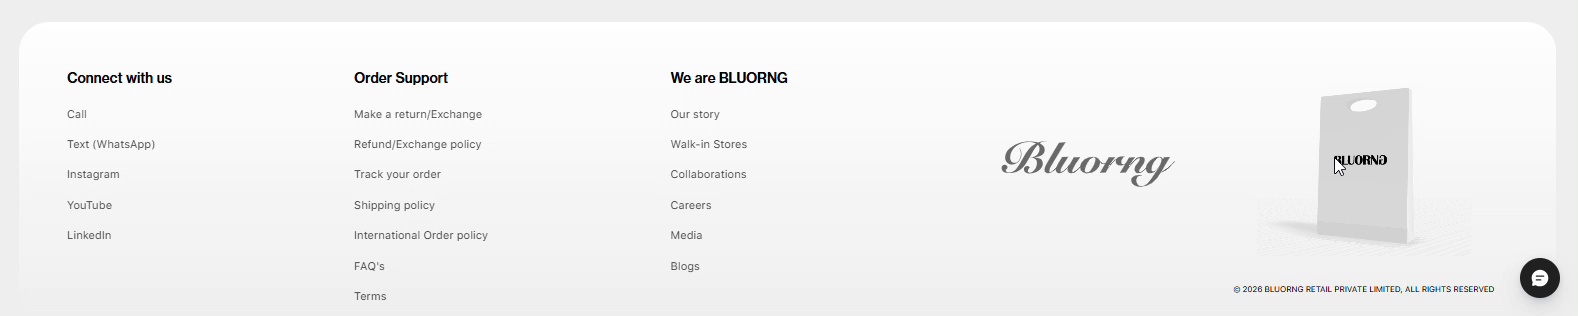 Connect with us
Call
Text (WhatsApp)
Instagram
YouTube
LinkedIn
Order Support
Make a return/Exchange
Refund/Exchange policy
Track your order
Shipping policy
International Order policy
FAQ's
Terms
We are BLUORNG
Our story
Walk-in Stores
Collaborations
Careers
Media
Blogs
Bluorng
BLUORNG
© 2026 BLUORNG RETAIL PRIVATE LIMITED, ALL RIGHTS RESERVED